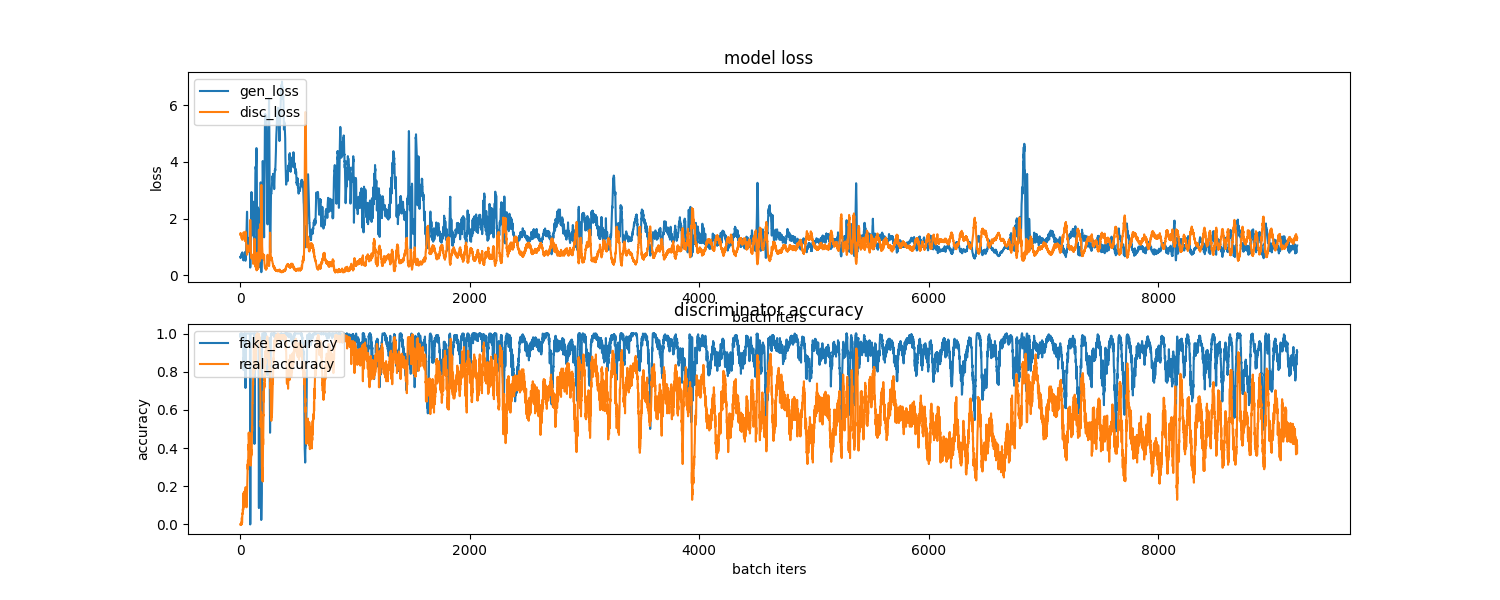 model loss
gen_loss
disc_loss
loss
6
4
2
0
0 2000 4000 6000 8000
batch iters
discriminator accuracy
fake_accuracy
real_accuracy
accuracy
1.0
0.8
0.6
0.4
0.2
0.0
0 2000 4000 6000 8000
batch iters